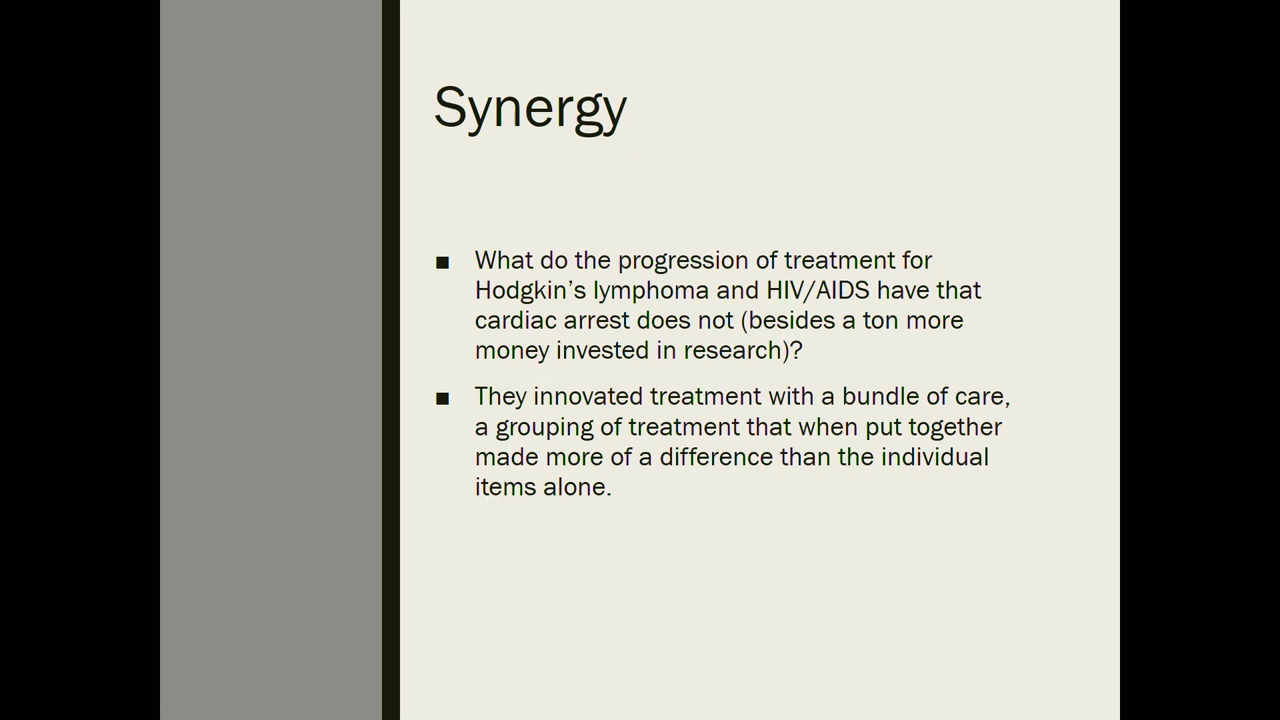 Synergy
▪ What do the progression of treatment for
Hodgkin’s lymphoma and HIV/AIDS have that
cardiac arrest does not (besides a ton more
money invested in research)?
▪ They innovated treatment with a bundle of care,
a grouping of treatment that when put together
made more of a difference than the individual
items alone.